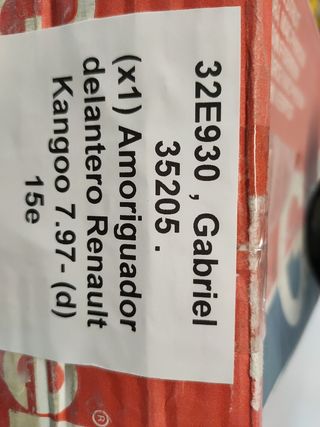 32E930 , Gabriel
35205 .
(x1) Amoriguador
delantero Renault
Kangoo 7.97- (d)
15e
®